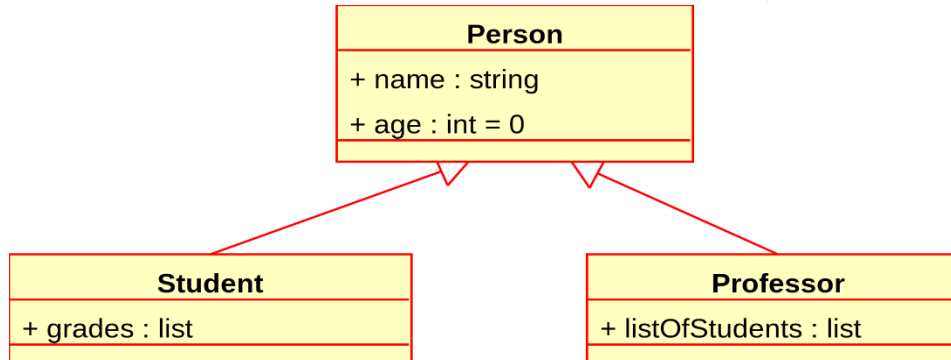 Person
+ name : string
+ age : int = 0
Student
+ grades : list
Professor
+ listOfStudents : list